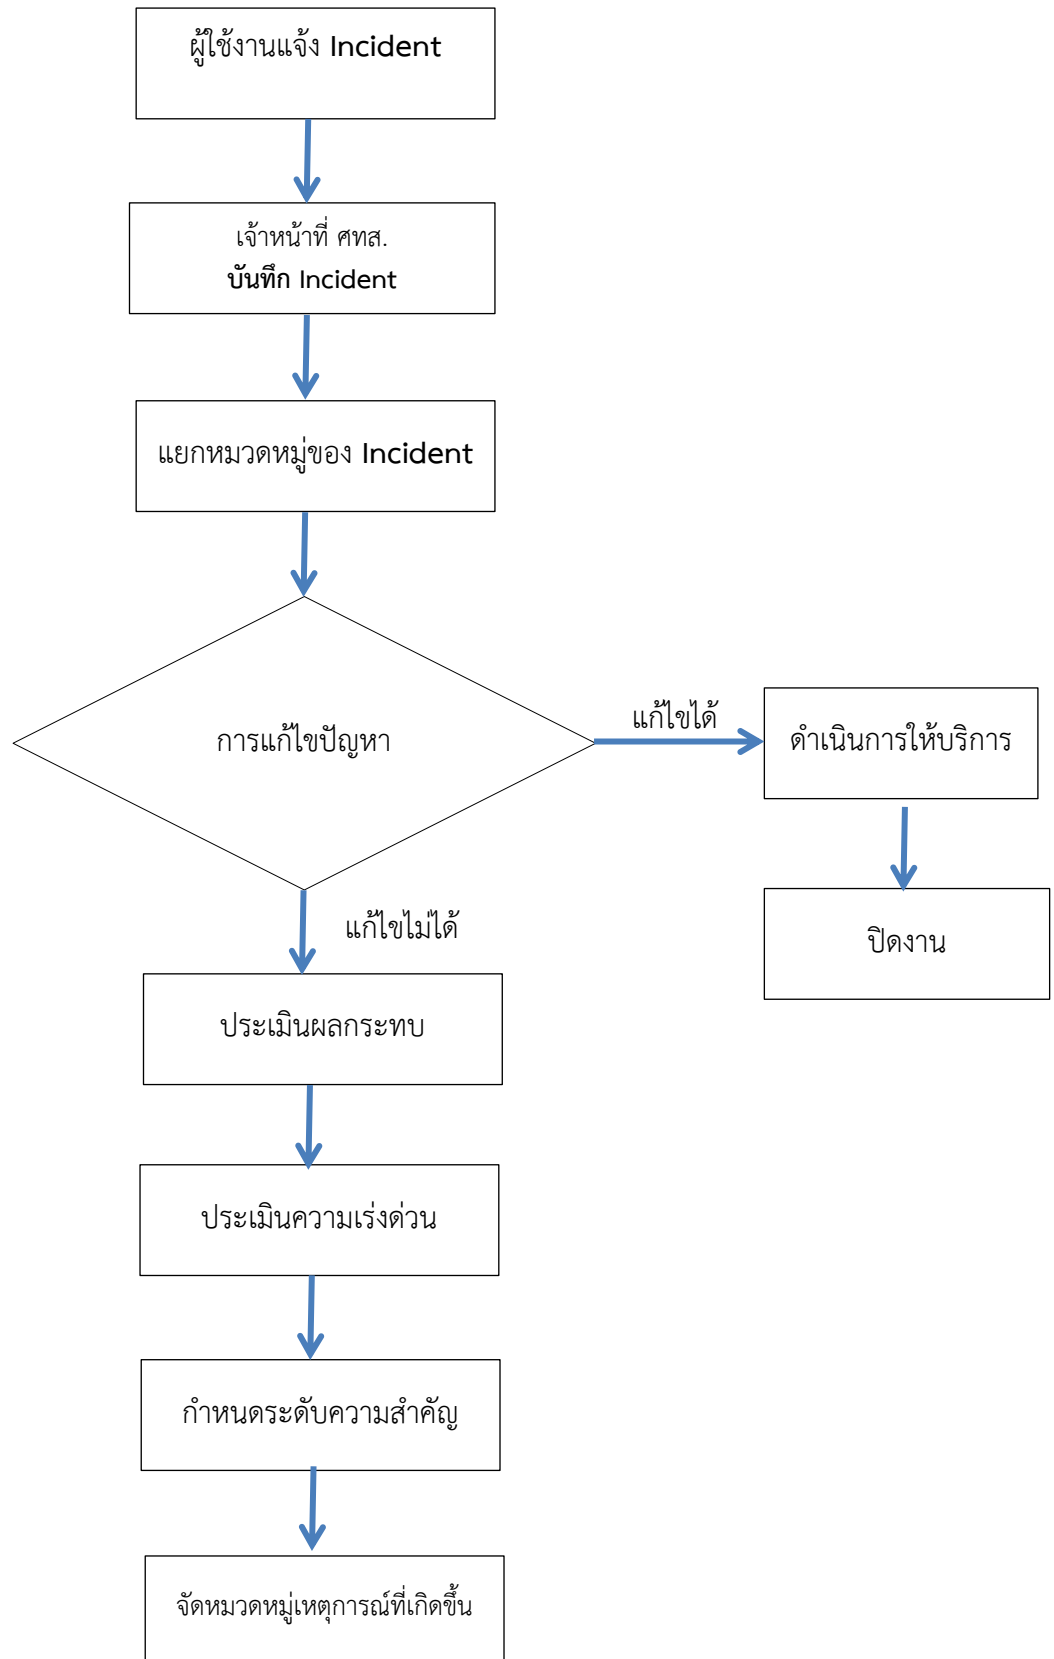 ผู้ใช้งานแจ้ง Incident
เจ้าหน้าที่ ศทส.
บันทึก Incident
แยกหมวดหมู่ของ Incident
การแก้ไขปัญหา
แก้ไขได้
ดำเนินการให้บริการ
แก้ไขไม่ได้
ปิดงาน
ประเมินผลกระทบ
ประเมินความเร่งด่วน
กำหนดระดับความสำคัญ
จัดหมวดหมู่เหตุการณ์ที่เกิดขึ้น